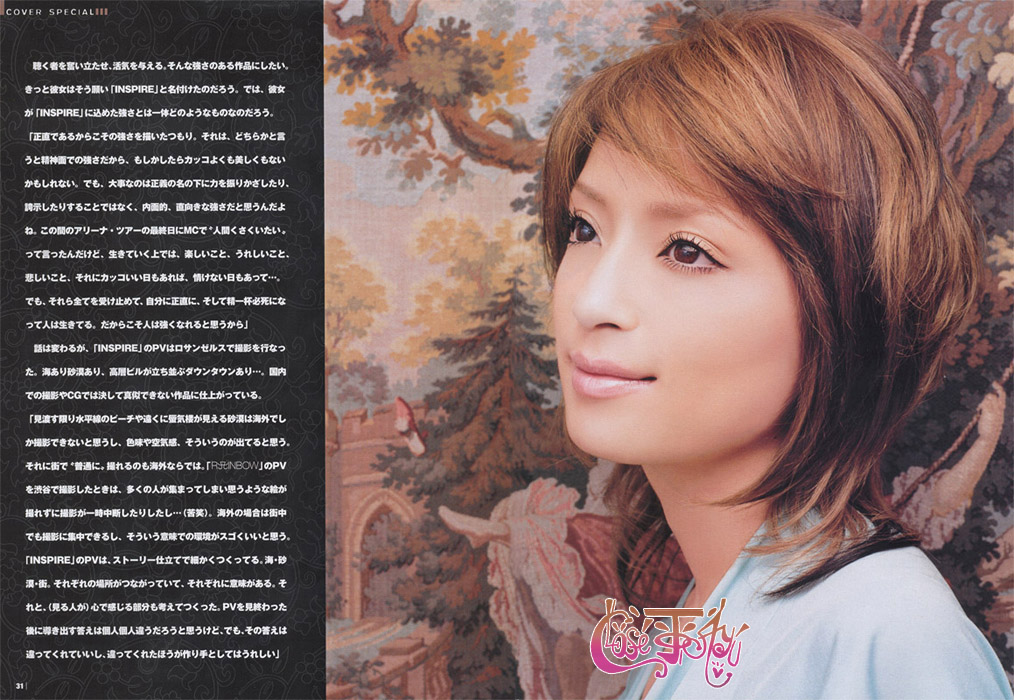 COVER SPECIAL
聴く者を奮い立たせ、活気を与える。そんな強さのある作品にしたい。
きっと彼女はそう願い「INSPIRE」と名付けたのだろう。では、彼女
が「INSPIRE」に込めた強さとは一体どのようなものなのだろう。
「正直であるからこその強さを描いたつもり。それは、どちらかと言
うと精神面での強さだから、もしかしたらカッコよくも美しくもない
かもしれない。でも、大事なのは正義の名の下に力を振りかざしたり、
誇示したりすることではなく、内面的、直向きな強さだと思うんだよ
ね。この間のアリーナ・ツアーの最終日にMCで〝人間くさくいたい〟
って言ったんだけど、生きていく上では、楽しいこと、うれしいこと、
悲しいこと、それにカッコいい日もあれば、情けない日もあって…。
でも、それら全てを受け止めて、自分に正直に、そして精一杯必死にな
って人は生きてる。だからこそ人は強くなれると思うから」
話は変わるが、「INSPIRE」のPVはロサンゼルスで撮影を行なっ
た。海あり砂漠あり、高層ビルが立ち並ぶダウンタウンあり…。国内
での撮影やCGでは決して真似できない作品に仕上がっている。
「見渡す限り水平線のビーチや遠くに蜃気楼が見える砂漠は海外でし
か撮影できないと思うし、色味や空気感、そういうのが出てると思う。
それに街で〝普通に〟撮れるのも海外ならでは。「RAINBOW」のPV
を渋谷で撮影したときは、多くの人が集まってしまい思うような絵が
撮れずに撮影が一時中断したりしたし…(苦笑)。海外の場合は街中
でも撮影に集中できるし、そういう意味での環境がスゴくいいと思う。
「INSPIRE」のPVは、ストーリー仕立てで細かくつくってる。海・砂
漠・街。それぞれの場所がつながっていて、それぞれに意味がある。そ
れと、(見る人が)心で感じる部分も考えてつくった。PVを見終わった
後に導き出す答えは個人個人違うだろうと思うけど、でも、その答えは
違ってくれていいし、違ってくれたほうが作り手としてはうれしい」
31